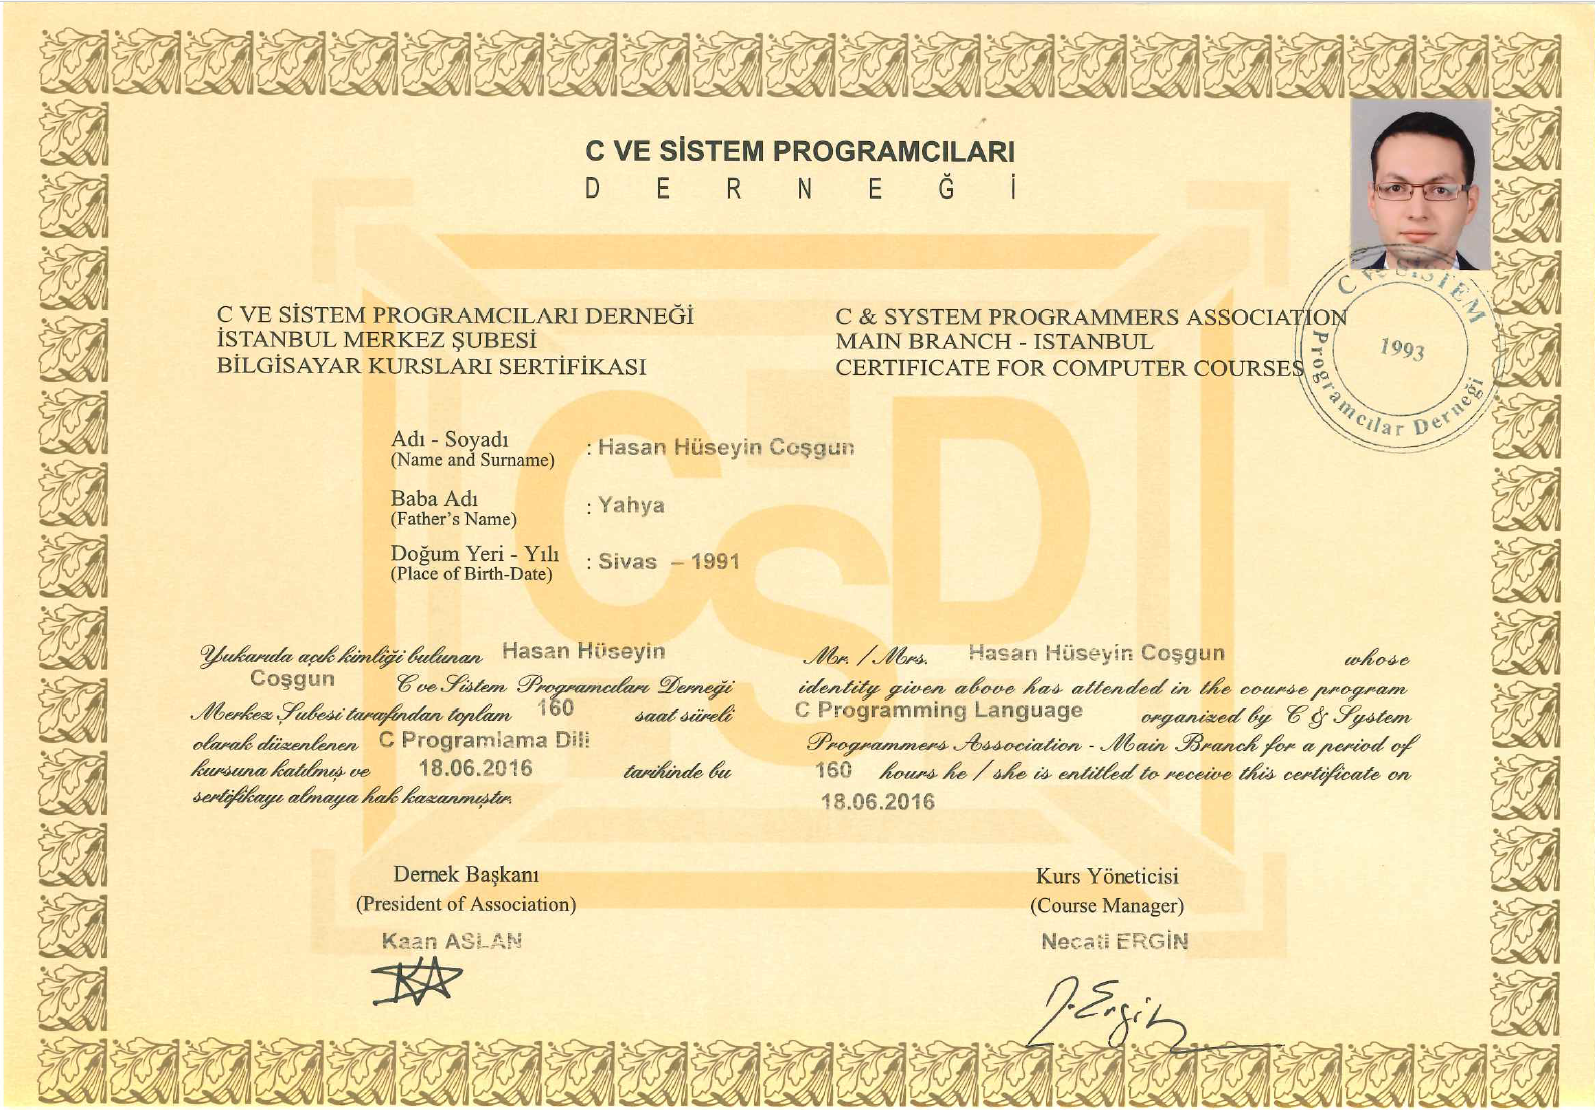 C VE SİSTEM PROGRAMCILARI
D E R N E Ğ İ
C VE SİSTEM PROGRAMCILARI DERNEĞİ
İSTANBUL MERKEZ ŞUBESİ
BİLGİSAYAR KURSLARI SERTİFİKASI
C & SYSTEM PROGRAMMERS ASSOCIATION
MAIN BRANCH - ISTANBUL
CERTIFICATE FOR COMPUTER COURSES
C ve SİSTEM
1993
Programcılar Derneği
Adı - Soyadı : Hasan Hüseyin Coşgun
(Name and Surname)
Baba Adı : Yahya
(Father's Name)
Doğum Yeri - Yılı : Sivas – 1991
(Place of Birth-Date)
CSD
Yukarıda açık kimliği bulunan Hasan Hüseyin
Coşgun C ve Sistem Programcıları Derneği
Merkez Şubesi tarafından toplam 160 saat süreli
olarak düzenlenen C Programlama Dili
kursuna katılmış ve 18.06.2016 tarihinde bu
sertifikayı almaya hak kazanmıştır.
Mr. / Mrs. Hasan Hüseyin Coşgun whose
identity given above has attended in the course program
C Programming Language organized by C & System
Programmers Association - Main Branch for a period of
160 hours he / she is entitled to receive this certificate on
18.06.2016
Dernek Başkanı
(President of Association)
Kaan ASLAN
KA
Kurs Yöneticisi
(Course Manager)
Necati ERGİN
N. Ergin